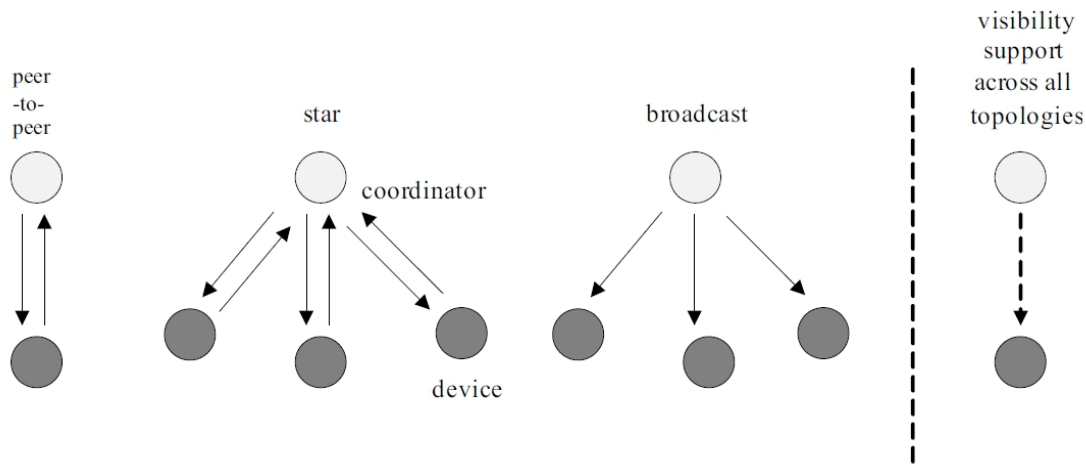 peer
-to-
peer
star
coordinator
device
broadcast
visibility
support
across all
topologies